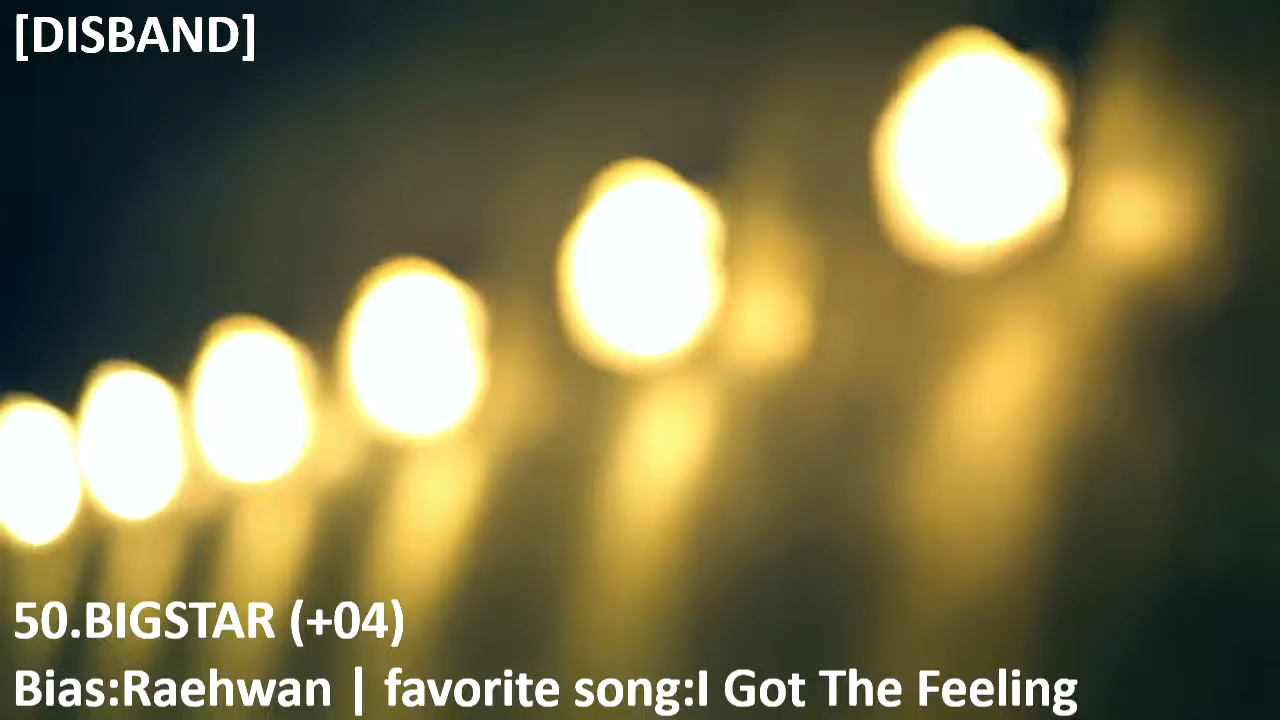 [DISBAND]
50.BIGSTAR (+04)
Bias:Raehwan | favorite song:I Got The Feeling